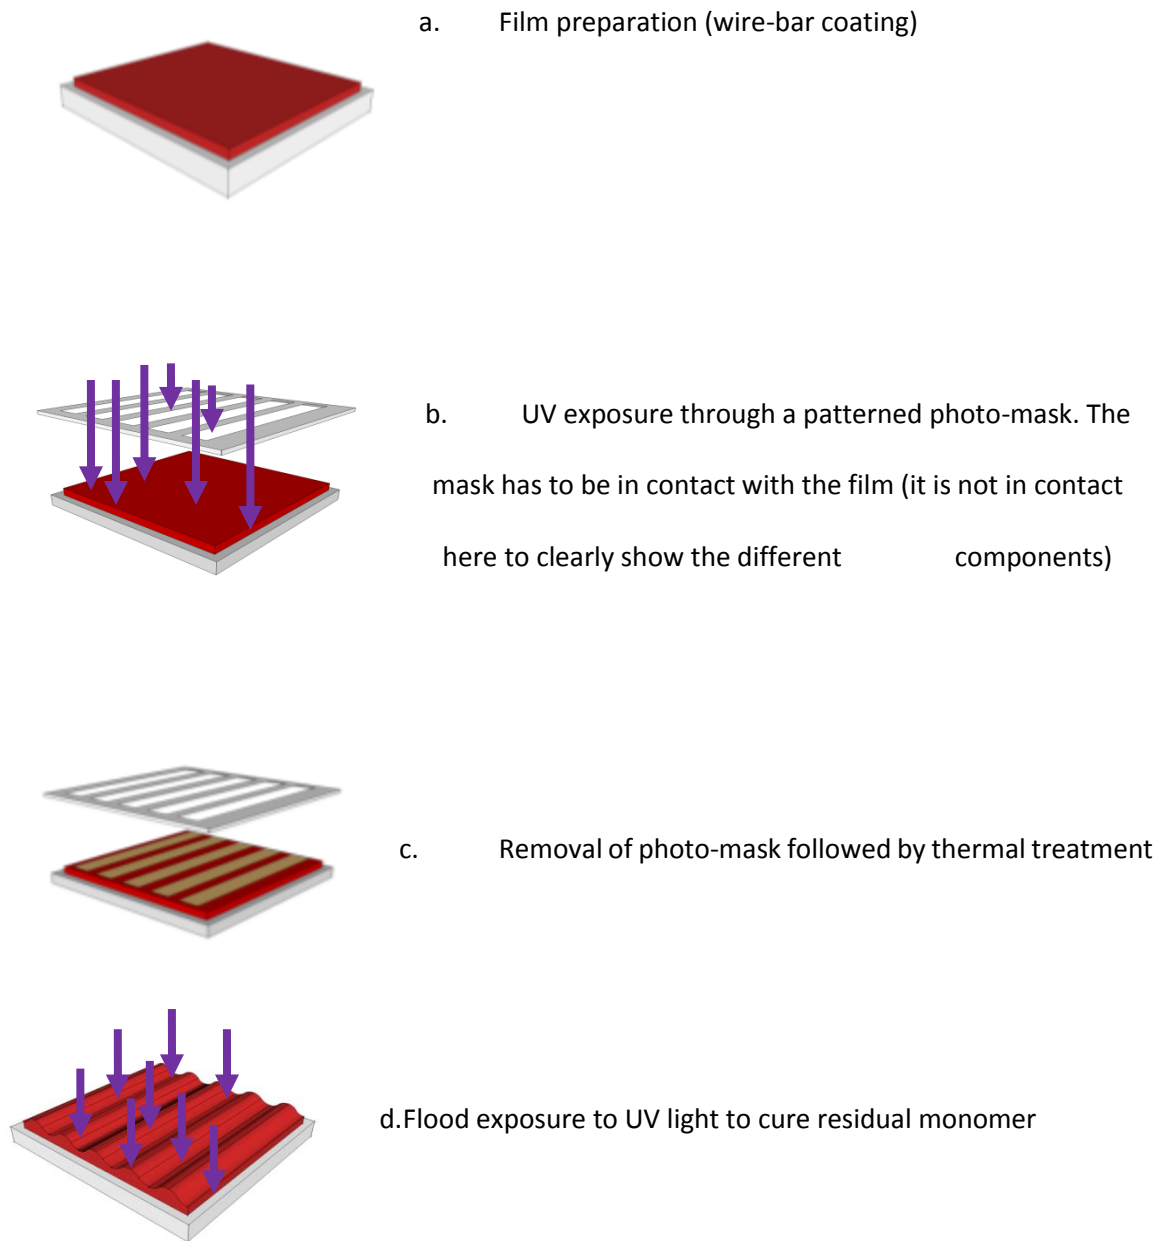 a. Film preparation (wire-bar coating)
b. UV exposure through a patterned photo-mask. The
mask has to be in contact with the film (it is not in contact
here to clearly show the different components)
c. Removal of photo-mask followed by thermal treatment
d.Flood exposure to UV light to cure residual monomer